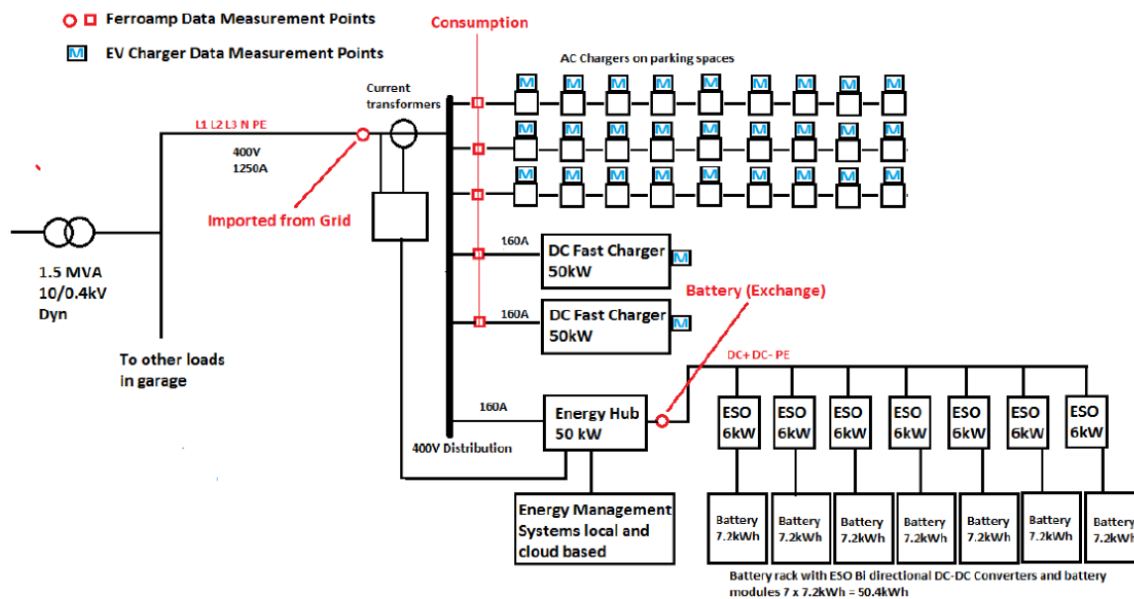 Ferroamp Data Measurement Points
EV Charger Data Measurement Points
Consumption
AC Chargers on parking spaces
M M M M M M M M M
Current
transformers
L1 L2 L3 N PE
400V
1250A
M M M M M M M M M
M M M M M M M M M
Imported from Grid
1.5 MVA
10/0.4kV
Dyn
160A
DC Fast Charger
50kW
M
Battery (Exchange)
160A
DC Fast Charger
50kW
M
To other loads
in garage
DC+ DC- PE
160A
Energy Hub
50 kW
400V Distribution
ESO
6kW
ESO
6kW
ESO
6kW
ESO
6kW
ESO
6kW
ESO
6kW
ESO
6kW
Energy Management
Systems local and
cloud based
Battery
7.2kWh
Battery
7.2kWh
Battery
7.2kWh
Battery
7.2kWh
Battery
7.2kWh
Battery
7.2kWh
Battery
7.2kWh
Battery rack with ESO Bi directional DC-DC Converters and battery
modules 7 x 7.2kWh = 50.4kWh